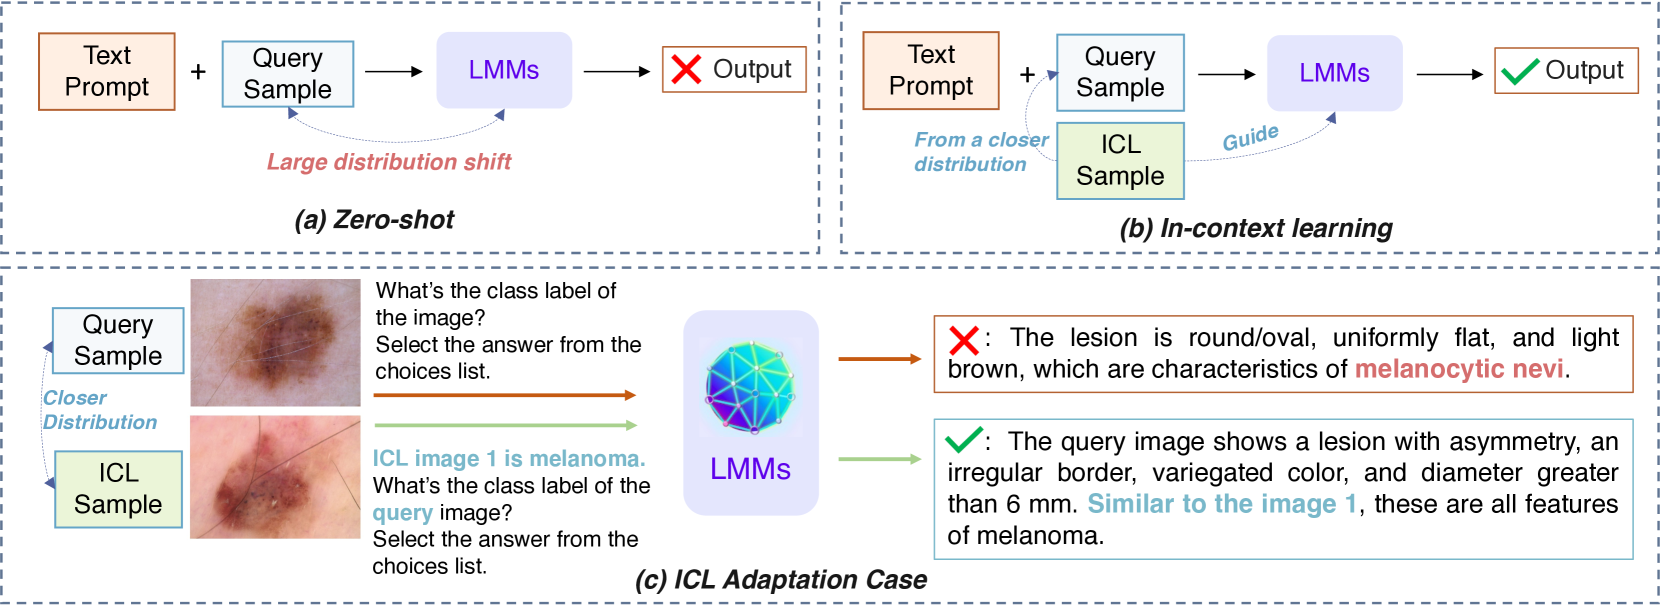 Text
Prompt
+
Query
Sample
LMMs
Output
Large distribution shift
(a) Zero-shot
Text
Prompt
+
Query
Sample
LMMs
Output
From a closer
distribution
ICL
Sample
Guide
(b) In-context learning
Query
Sample
Closer
Distribution
ICL
Sample
What's the class label of
the image?
Select the answer from the
choices list.
ICL image 1 is melanoma.
What's the class label of the
query image?
Select the answer from the
choices list.
LMMs
: The lesion is round/oval, uniformly flat, and light
brown, which are characteristics of melanocytic nevi.
: The query image shows a lesion with asymmetry, an
irregular border, variegated color, and diameter greater
than 6 mm. Similar to the image 1, these are all features
of melanoma.
(c) ICL Adaptation Case